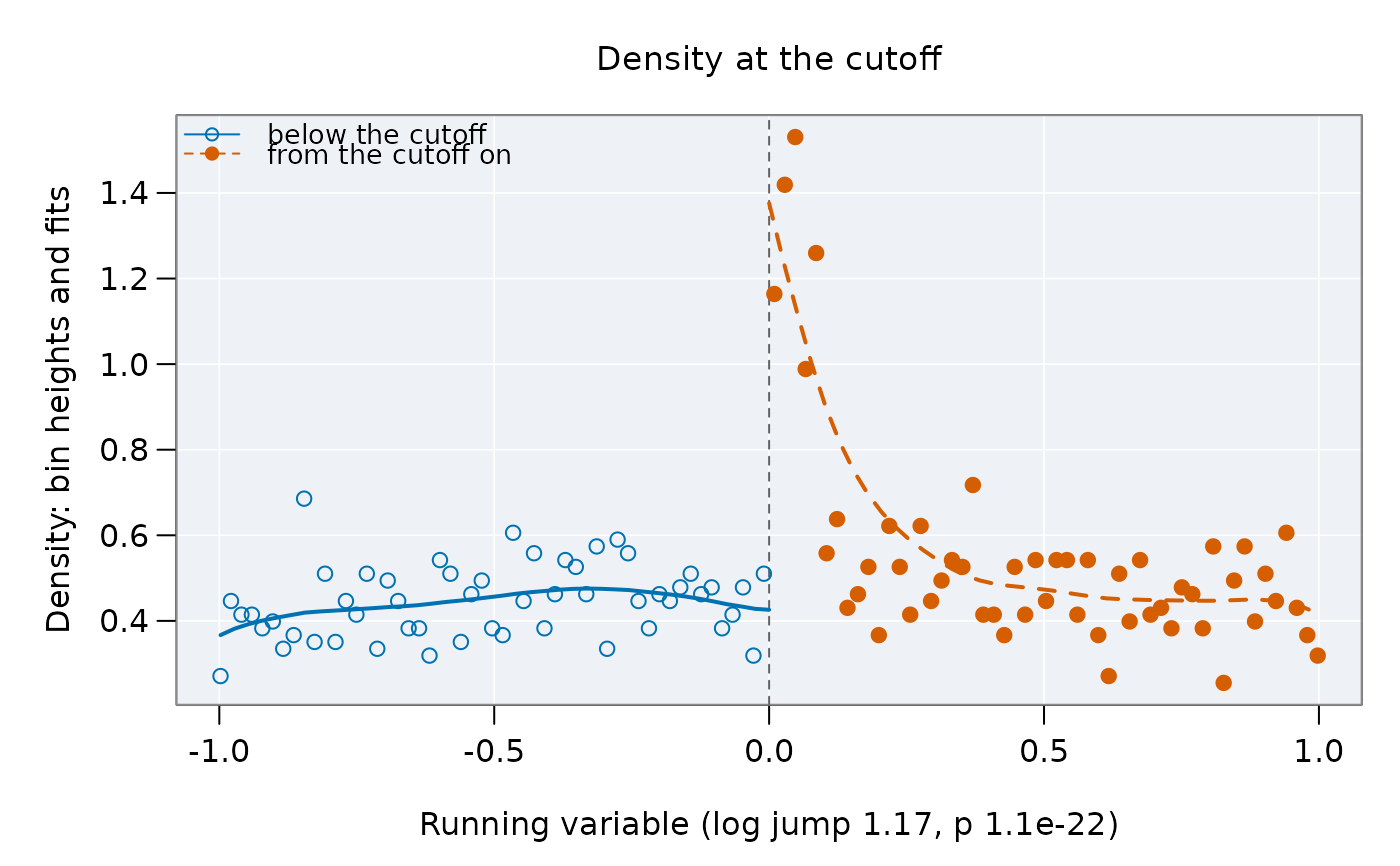 Density at the cutoff
below the cutoff
from the cutoff on
Density: bin heights and fits
1.4
1.2
1.0
0.8
0.6
0.4
-1.0
-0.5
0.0
0.5
1.0
Running variable (log jump 1.17, p 1.1e-22)